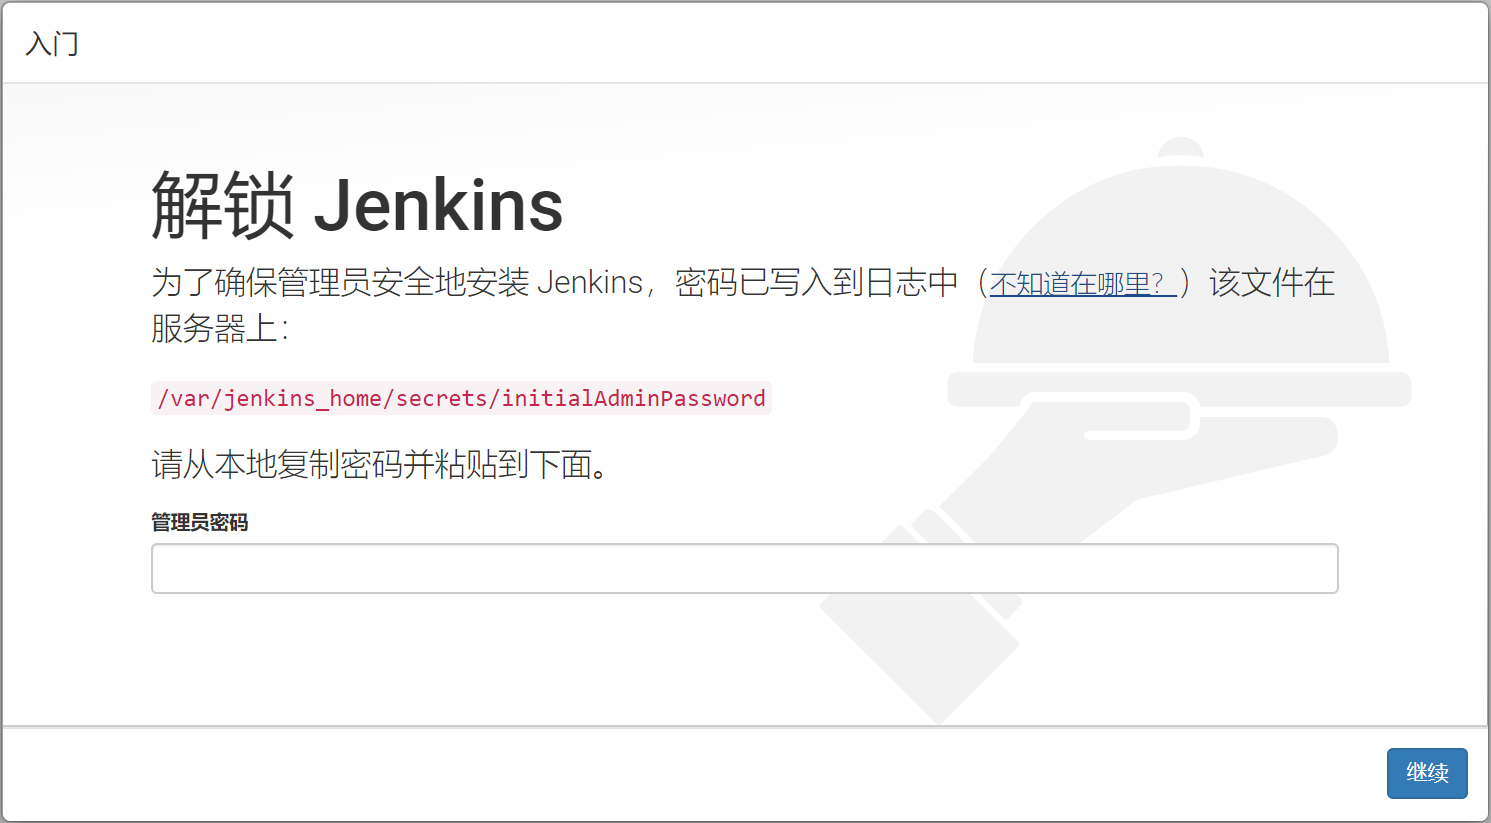 入门
解锁 Jenkins
为了确保管理员安全地安装 Jenkins，密码已写入到日志中（不知道在哪里？）该文件在
服务器上：
/var/jenkins_home/secrets/initialAdminPassword
请从本地复制密码并粘贴到下面。
管理员密码
继续